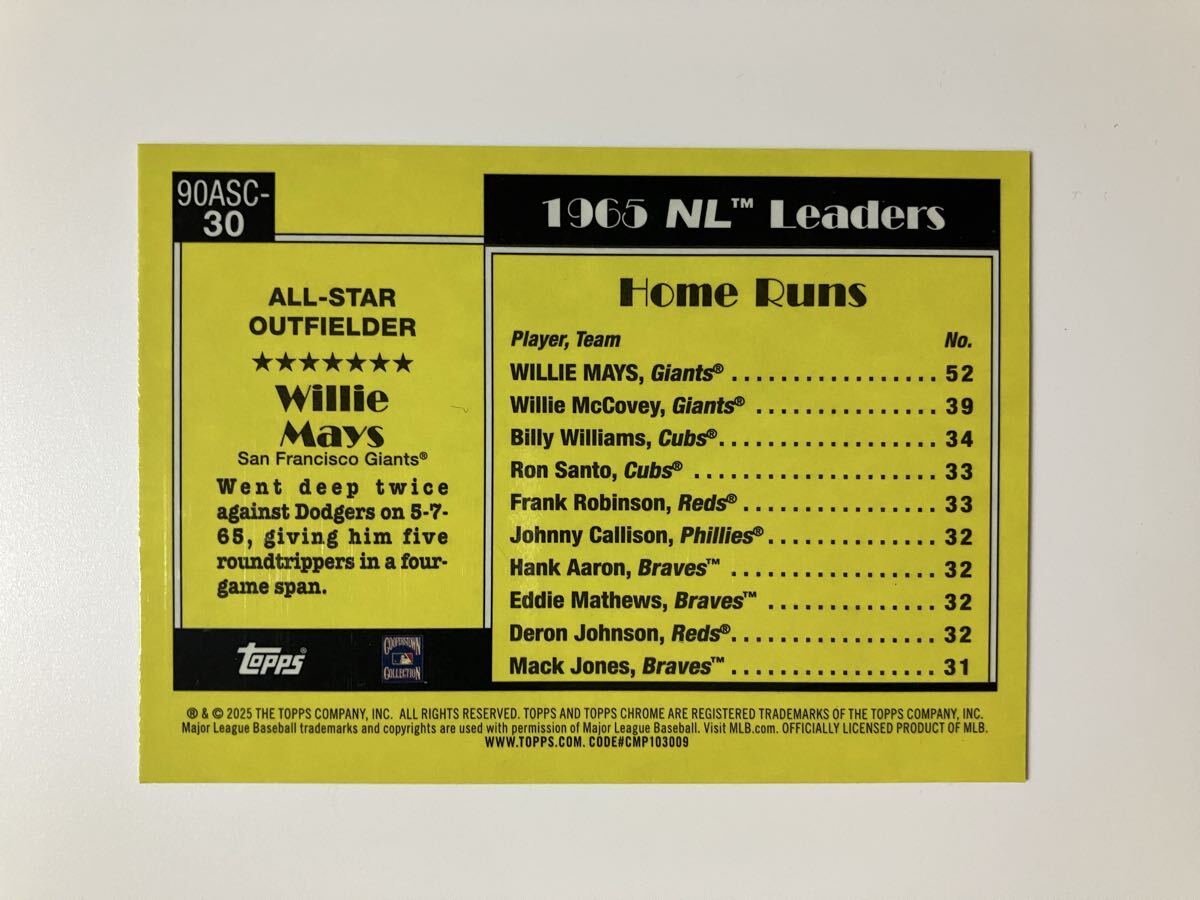 90ASC-
30
ALL-STAR
OUTFIELDER
★★★★★★★
Willie
Mays
San Francisco Giants®
Went deep twice
against Dodgers on 5-7-
65, giving him five
roundtrippers in a four-
game span.
topps®
COOPERSTOWN
COLLECTION
1965 NL™ Leaders
Home Runs
Player, Team No.
WILLIE MAYS, Giants® . . . . . . . . . . . . . . . . . 52
Willie McCovey, Giants® . . . . . . . . . . . . . . . 39
Billy Williams, Cubs®. . . . . . . . . . . . . . . . . . 34
Ron Santo, Cubs® . . . . . . . . . . . . . . . . . . . . 33
Frank Robinson, Reds® . . . . . . . . . . . . . . . . 33
Johnny Callison, Phillies® . . . . . . . . . . . . . . 32
Hank Aaron, Braves™ . . . . . . . . . . . . . . . . . 32
Eddie Mathews, Braves™ . . . . . . . . . . . . . . 32
Deron Johnson, Reds®. . . . . . . . . . . . . . . . . 32
Mack Jones, Braves™ . . . . . . . . . . . . . . . . . 31
® & © 2025 THE TOPPS COMPANY, INC. ALL RIGHTS RESERVED. TOPPS AND TOPPS CHROME ARE REGISTERED TRADEMARKS OF THE TOPPS COMPANY, INC.
Major League Baseball trademarks and copyrights are used with permission of Major League Baseball. Visit MLB.com. OFFICIALLY LICENSED PRODUCT OF MLB.
WWW.TOPPS.COM. CODE#CMP103009